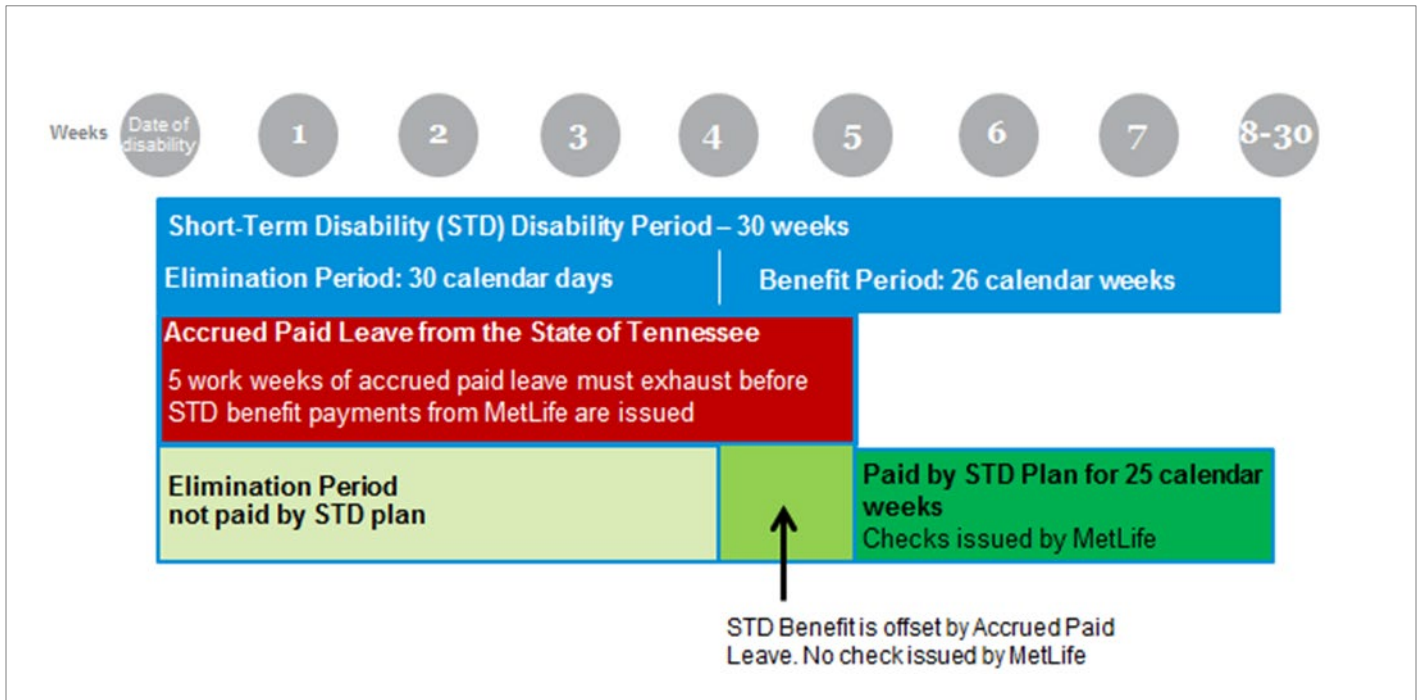 Weeks
Date of
disability
1
2
3
4
5
6
7
8-30
Short-Term Disability (STD) Disability Period – 30 weeks
Elimination Period: 30 calendar days
Benefit Period: 26 calendar weeks
Accrued Paid Leave from the State of Tennessee
5 work weeks of accrued paid leave must exhaust before
STD benefit payments from MetLife are issued
Elimination Period
not paid by STD plan
Paid by STD Plan for 25 calendar
weeks
Checks issued by MetLife
STD Benefit is offset by Accrued Paid
Leave. No check issued by MetLife